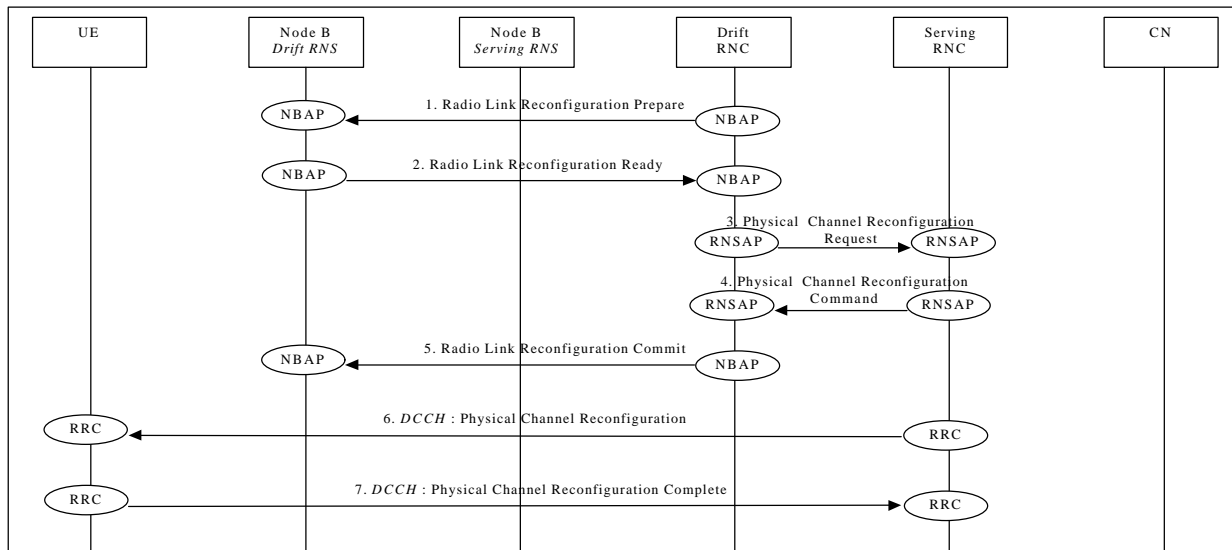 UE
Node B
Drift RNS
Node B
Serving RNS
Drift
RNC
Serving
RNC
CN
1. Radio Link Reconfiguration Prepare
NBAP
NBAP
2. Radio Link Reconfiguration Ready
NBAP
NBAP
3. Physical Channel Reconfiguration
Request
RNSAP
RNSAP
4. Physical Channel Reconfiguration
Command
RNSAP
RNSAP
5. Radio Link Reconfiguration Commit
NBAP
NBAP
6. DCCH : Physical Channel Reconfiguration
RRC
RRC
7. DCCH : Physical Channel Reconfiguration Complete
RRC
RRC